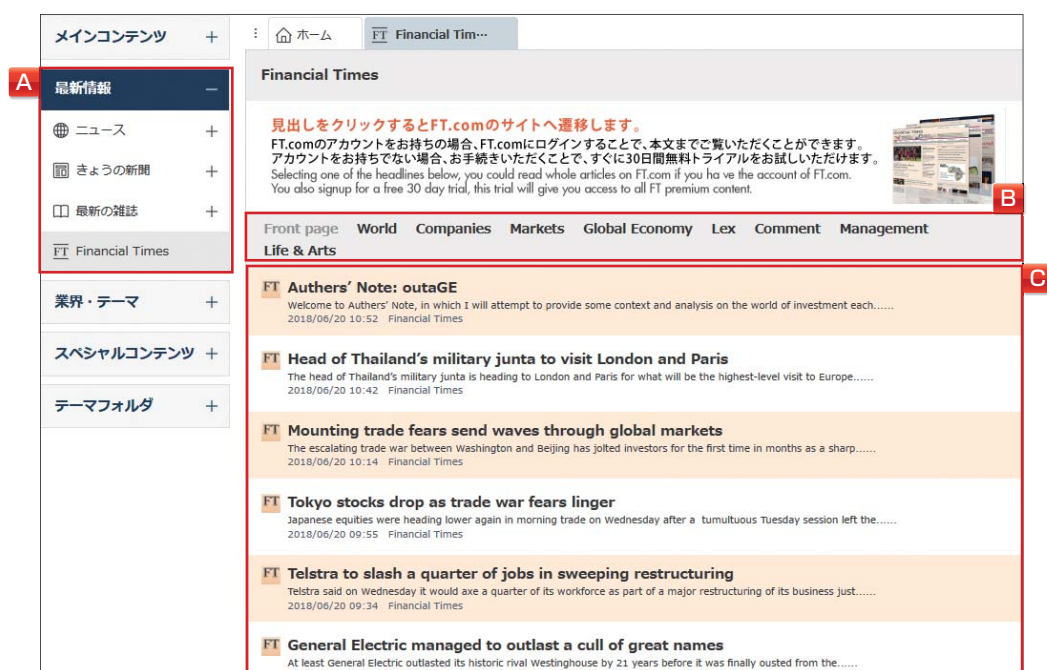 メインコンテンツ +
A
最新情報 −
ニュース +
きょうの新聞 +
最新の雑誌 +
FT Financial Times
業界・テーマ +
スペシャルコンテンツ +
テーマフォルダ +
ホーム
FT Financial Tim…
Financial Times
見出しをクリックするとFT.comのサイトへ遷移します。
FT.comのアカウントをお持ちの場合、FT.comにログインすることで、本文までご覧いただくことができます。
アカウントをお持ちでない場合、お手続きいただくことで、すぐに30日間無料トライアルをお試しいただけます。
Selecting one of the headlines below, you could read whole articles on FT.com if you ha ve the account of FT.com.
You also signup for a free 30 day trial, this trial will give you access to all FT premium content.
B
Front page World Companies Markets Global Economy Lex Comment Management
Life & Arts
C
FT Authers’ Note: outaGE
Welcome to Authers’ Note, in which I will attempt to provide some context and analysis on the world of investment each......
2018/06/20 10:52 Financial Times
FT Head of Thailand’s military junta to visit London and Paris
The head of Thailand’s military junta is heading to London and Paris for what will be the highest-level visit to Europe......
2018/06/20 10:42 Financial Times
FT Mounting trade fears send waves through global markets
The escalating trade war between Washington and Beijing has jolted investors for the first time in months as a sharp......
2018/06/20 10:14 Financial Times
FT Tokyo stocks drop as trade war fears linger
Japanese equities were heading lower again in morning trade on Wednesday after a tumultuous Tuesday session left the......
2018/06/20 09:55 Financial Times
FT Telstra to slash a quarter of jobs in sweeping restructuring
Telstra said on Wednesday it would axe a quarter of its workforce as part of a major restructuring of its business just......
2018/06/20 09:34 Financial Times
FT General Electric managed to outlast a cull of great names
At least General Electric outlasted its historic rival Westinghouse by 21 years before it was finally ousted from the......